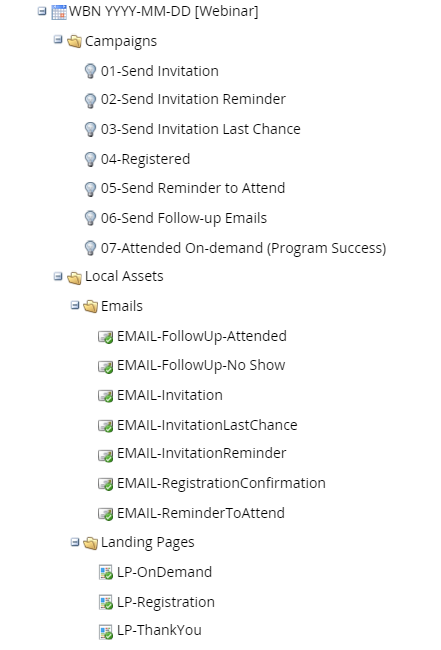 WBN YYYY-MM-DD [Webinar]
Campaigns
01-Send Invitation
02-Send Invitation Reminder
03-Send Invitation Last Chance
04-Registered
05-Send Reminder to Attend
06-Send Follow-up Emails
07-Attended On-demand (Program Success)
Local Assets
Emails
EMAIL-FollowUp-Attended
EMAIL-FollowUp-No Show
EMAIL-Invitation
EMAIL-InvitationLastChance
EMAIL-InvitationReminder
EMAIL-RegistrationConfirmation
EMAIL-ReminderToAttend
Landing Pages
LP-OnDemand
LP-Registration
LP-ThankYou